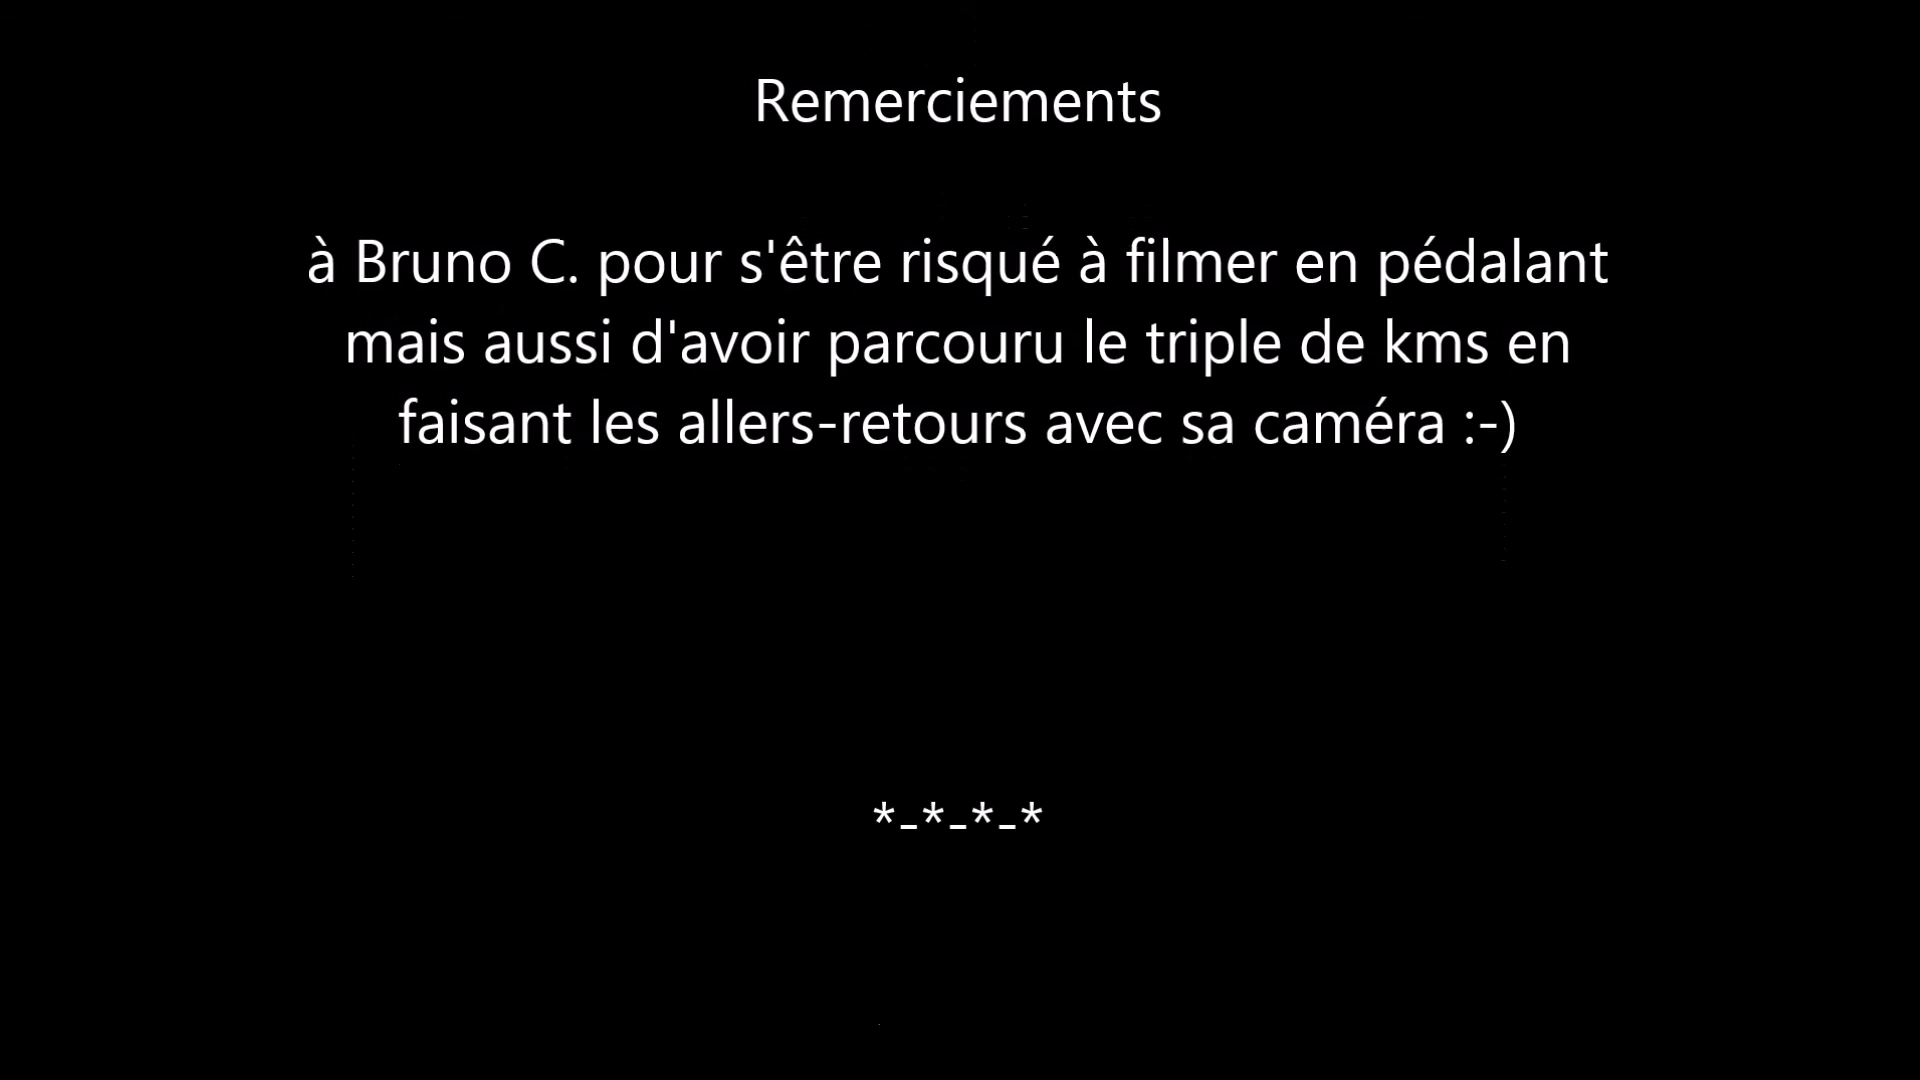 Remerciements
à Bruno C. pour s'être risqué à filmer en pédalant
mais aussi d'avoir parcouru le triple de kms en
faisant les allers-retours avec sa caméra :-)
*-*-*-*